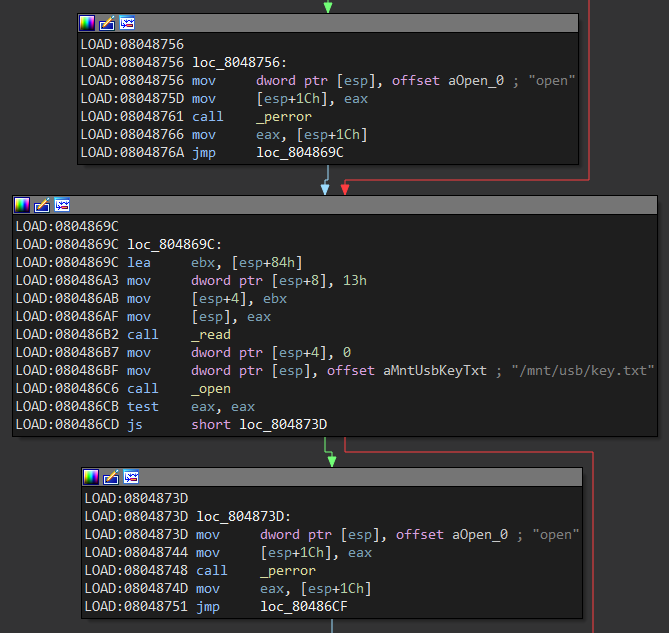 LOAD:08048756
LOAD:08048756 loc_8048756:
LOAD:08048756 mov dword ptr [esp], offset aOpen_0 ; "open"
LOAD:0804875D mov [esp+1Ch], eax
LOAD:08048761 call _perror
LOAD:08048766 mov eax, [esp+1Ch]
LOAD:0804876A jmp loc_804869C
LOAD:0804869C
LOAD:0804869C loc_804869C:
LOAD:0804869C lea ebx, [esp+84h]
LOAD:080486A3 mov dword ptr [esp+8], 13h
LOAD:080486AB mov [esp+4], ebx
LOAD:080486AF mov [esp], eax
LOAD:080486B2 call _read
LOAD:080486B7 mov dword ptr [esp+4], 0
LOAD:080486BF mov dword ptr [esp], offset aMntUsbKeyTxt ; "/mnt/usb/key.txt"
LOAD:080486C6 call _open
LOAD:080486CB test eax, eax
LOAD:080486CD js short loc_804873D
LOAD:0804873D
LOAD:0804873D loc_804873D:
LOAD:0804873D mov dword ptr [esp], offset aOpen_0 ; "open"
LOAD:08048744 mov [esp+1Ch], eax
LOAD:08048748 call _perror
LOAD:0804874D mov eax, [esp+1Ch]
LOAD:08048751 jmp loc_80486CF